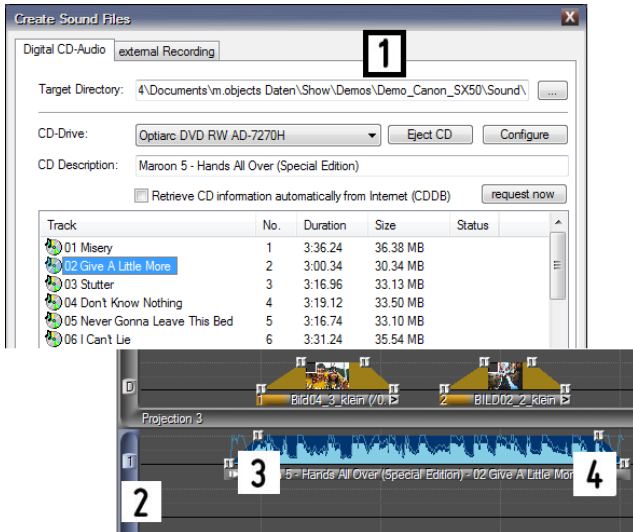 Create Sound Files
Digital CD-Audio external Recording
1
Target Directory: 4\Documents\m.objects Daten\Show\Demos\Demo_Canon_SX50\Sound\ ...
CD-Drive: Optiarc DVD RW AD-7270H Eject CD Configure
CD Description: Maroon 5 - Hands All Over (Special Edition)
Retrieve CD information automatically from Internet (CDDB) request now
Track No. Duration Size Status
01 Misery 1 3:36.24 36.38 MB
02 Give A Little More 2 3:00.34 30.34 MB
03 Stutter 3 3:16.96 33.13 MB
04 Don't Know Nothing 4 3:19.12 33.50 MB
05 Never Gonna Leave This Bed 5 3:16.74 33.10 MB
06 I Can't Lie 6 3:31.24 35.54 MB
D
1 Bild04_3_klein (/0. 2 BILD02_2_klein
Projection 3
1
3 5 - Hands All Over (Special Edition) - 02 Give A Little Mor 4
2